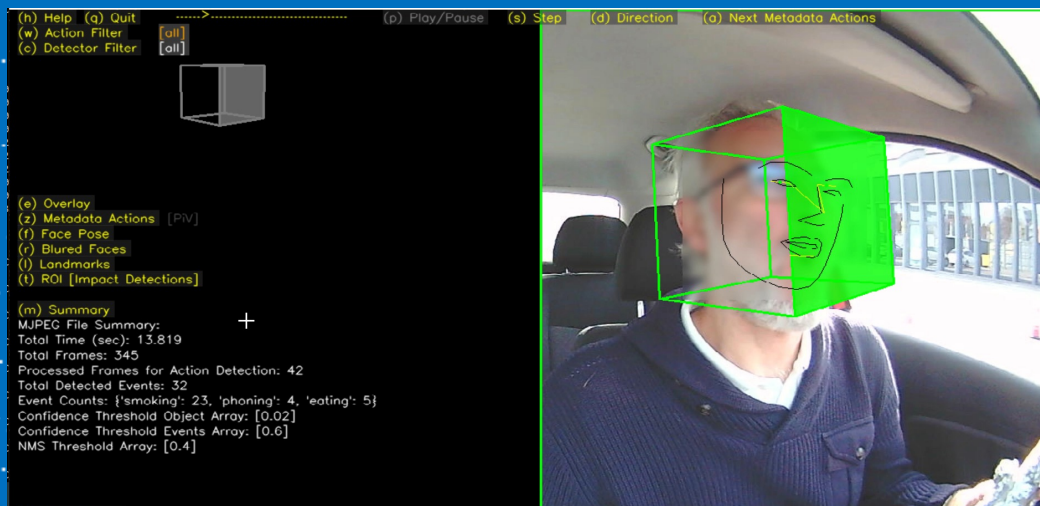 (h) Help (q) Quit ----->------------------------------- (p) Play/Pause (s) Step (d) Direction (a) Next Metadata Actions
(w) Action Filter [all]
(c) Detector Filter [all]
(e) Overlay
(z) Metadata Actions [PiV]
(f) Face Pose
(r) Blured Faces
(l) Landmarks
(t) ROI [Impact Detections]
(m) Summary
MJPEG File Summary:
Total Time (sec): 13.819
Total Frames: 345
Processed Frames for Action Detection: 42
Total Detected Events: 32
Event Counts: {'smoking': 23, 'phoning': 4, 'eating': 5}
Confidence Threshold Object Array: [0.02]
Confidence Threshold Events Array: [0.6]
NMS Threshold Array: [0.4]